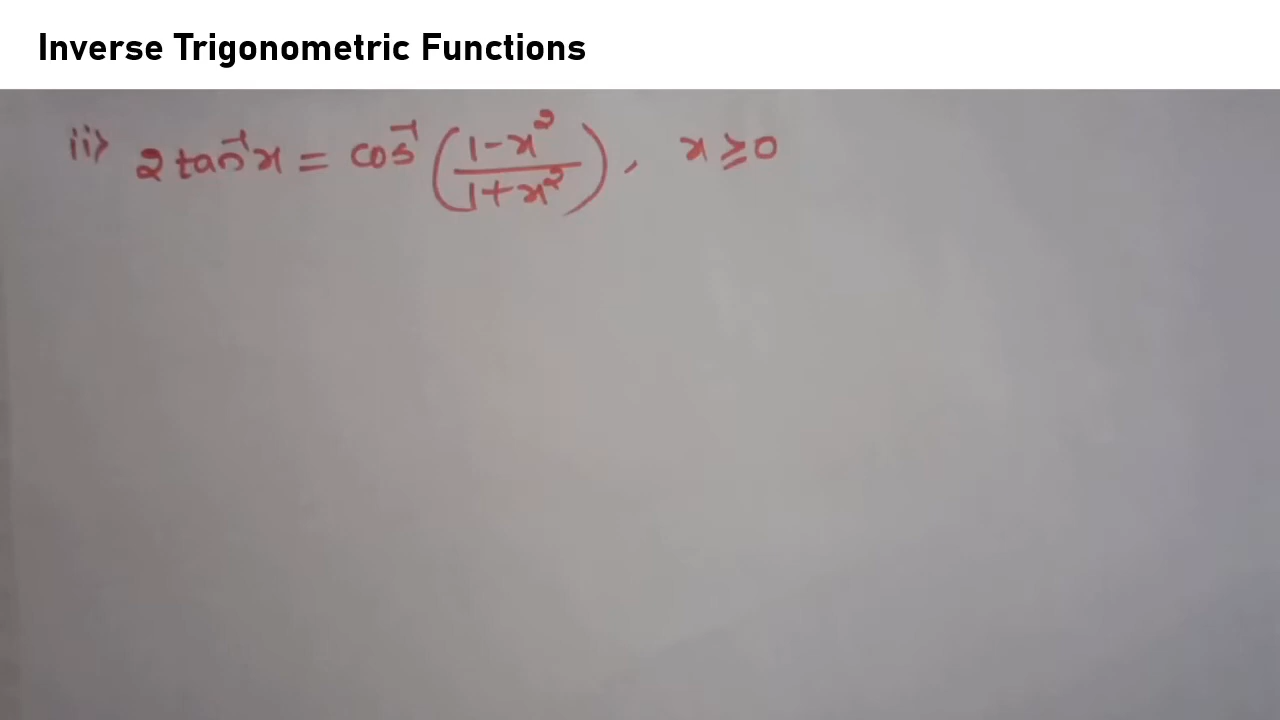 Inverse Trigonometric Functions
ii) 2 tan⁻¹x = cos⁻¹ ((1-x²)/(1+x²)), x ≥ 0